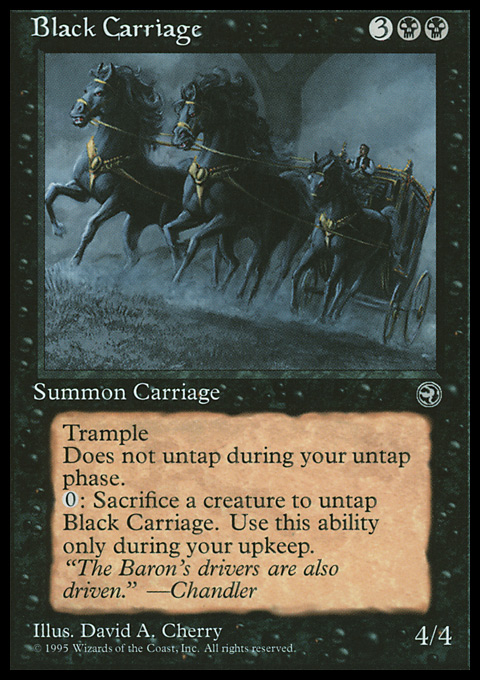 Black Carriage 3
Summon Carriage
Trample
Does not untap during your untap
phase.
0: Sacrifice a creature to untap
Black Carriage. Use this ability
only during your upkeep.
“The Baron’s drivers are also
driven.” —Chandler
Illus. David A. Cherry
© 1995 Wizards of the Coast, Inc. All rights reserved.
4/4